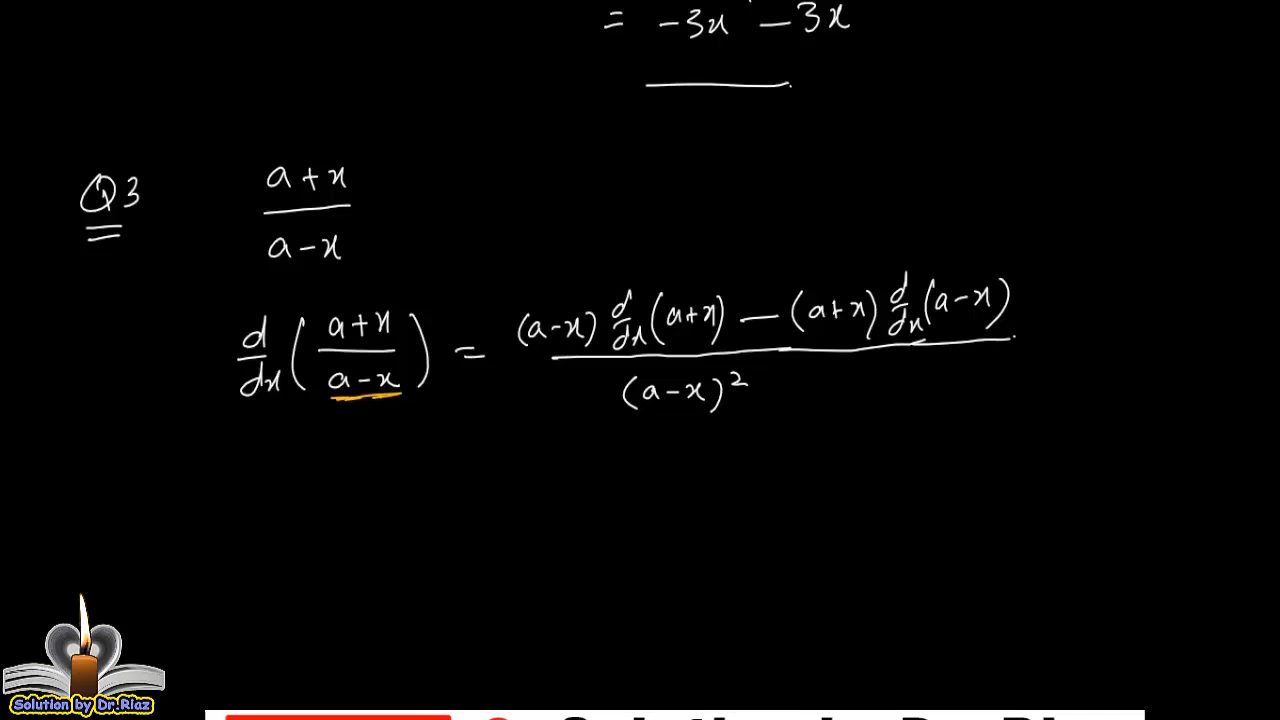 = -3x - 3x
Q3 a+x / a-x
d/dx ( a+x / a-x ) = (a-x) d/dx (a+x) - (a+x) d/dx (a-x) / (a-x)²
Solution by Dr.Riaz